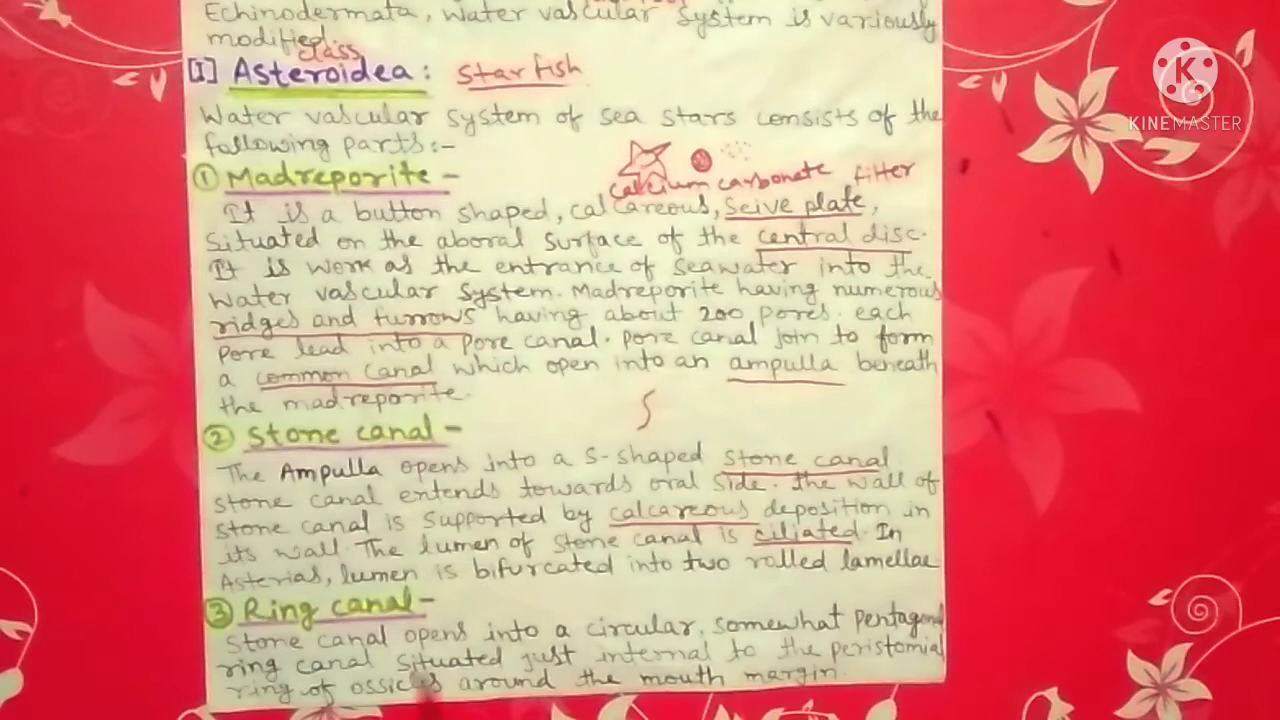 Echinodermata, water vascular system is variously
modified.
class
[I] Asteroidea: starfish
Water vascular system of sea stars consists of the
following parts:-
① Madreporite -
calcium carbonate filter
It is a button shaped, calcareous, seive plate,
situated on the aboral surface of the central disc.
It is work as the entrance of seawater into the
water vascular system. Madreporite having numerous
ridges and furrows having about 200 pores. each
pore lead into a pore canal. pore canal join to form
a common canal which open into an ampulla beneath
the madreporite.
S
② Stone canal -
The Ampulla opens into a S-shaped stone canal.
stone canal extends towards oral side. the wall of
stone canal is supported by calcareous deposition in
its wall. The lumen of stone canal is ciliated. In
Asterias, lumen is bifurcated into two rolled lamellae
③ Ring canal -
Stone canal opens into a circular, somewhat pentagonal
ring canal situated just internal to the peristomial
ring of ossicles around the mouth margin.
K
KINEMASTER